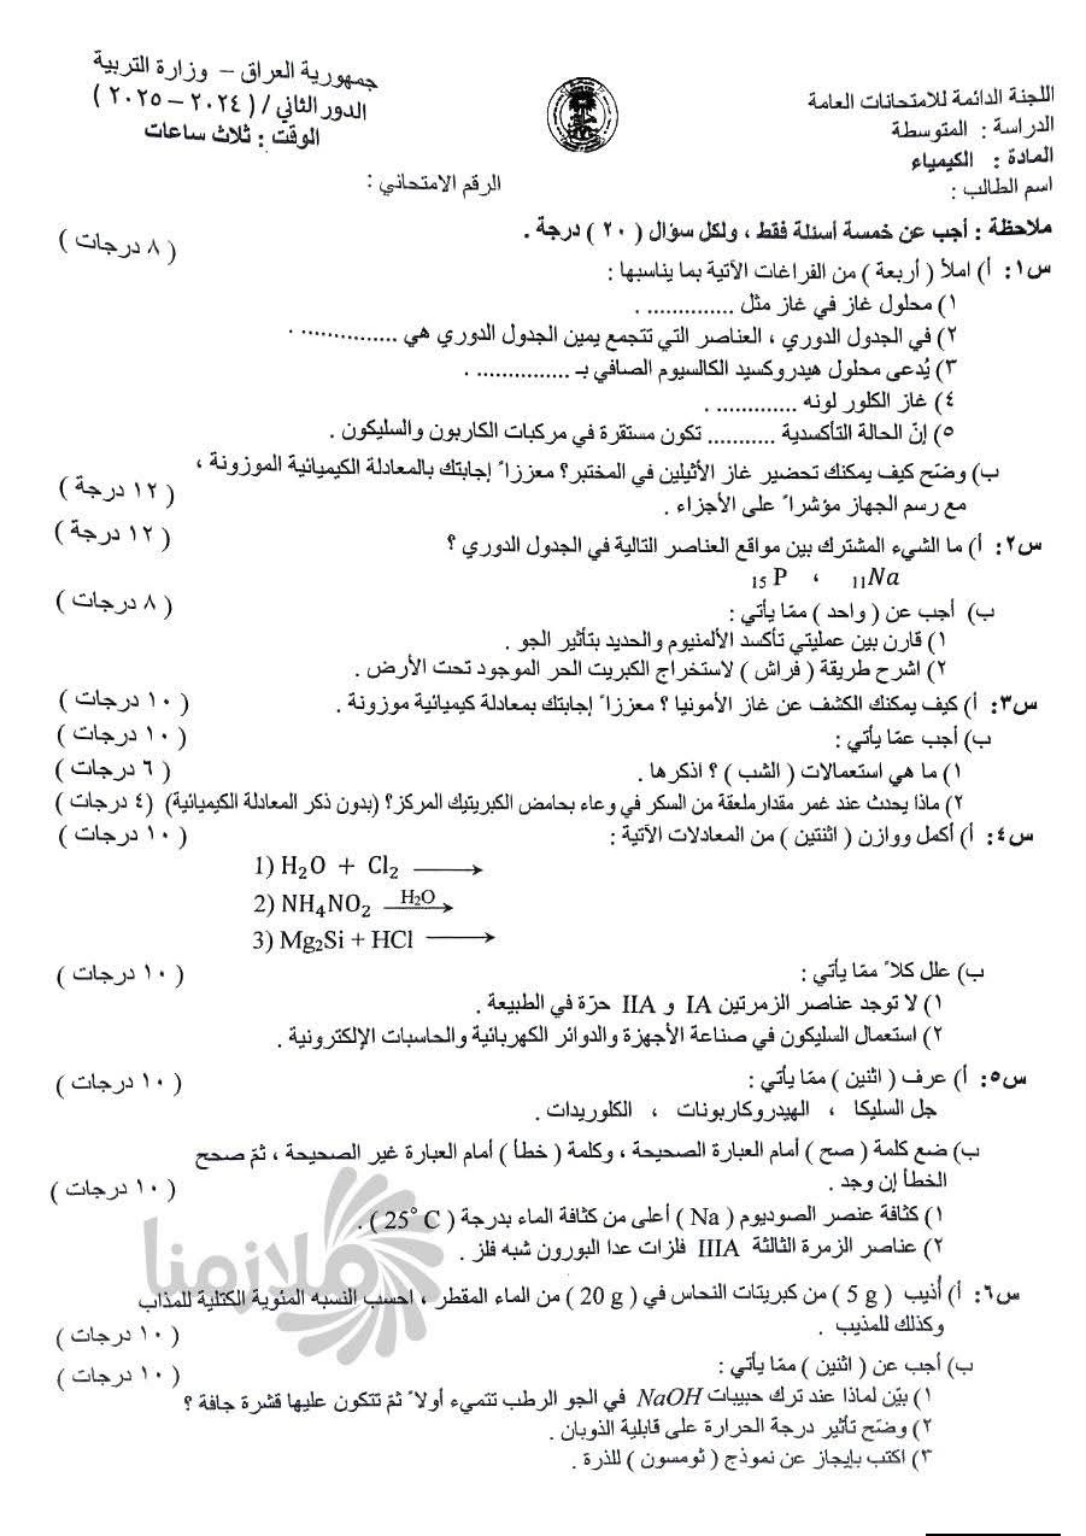 اللجنة الدائمة للامتحانات العامة
الدراسة : المتوسطة
المادة : الكيمياء
اسم الطالب :
جمهورية العراق – وزارة التربية
الدور الثاني / ( ٢٠٢٤ – ٢٠٢٥ )
الوقت : ثلاث ساعات
الرقم الامتحاني :
ملاحظة : أجب عن خمسة أسئلة فقط ، ولكل سؤال ( ٢٠ ) درجة .
س١: أ) املأ ( أربعة ) من الفراغات الآتية بما يناسبها : ( ٨ درجات )
١) محلول غاز في غاز مثل .............. .
٢) في الجدول الدوري ، العناصر التي تتجمع يمين الجدول الدوري هي .............. .
٣) يُدعى محلول هيدروكسيد الكالسيوم الصافي بـ .............. .
٤) غاز الكلور لونه ............. .
٥) إنّ الحالة التأكسدية ........... تكون مستقرة في مركبات الكاربون والسليكون .
ب) وضّح كيف يمكنك تحضير غاز الأثيلين في المختبر؟ معززاً إجابتك بالمعادلة الكيميائية الموزونة ،
مع رسم الجهاز مؤشراً على الأجزاء . ( ١٢ درجة )
س٢: أ) ما الشيء المشترك بين مواقع العناصر التالية في الجدول الدوري ؟ ( ١٢ درجة )
₁₁Na ، ₁₅P
ب) أجب عن ( واحد ) ممّا يأتي : ( ٨ درجات )
١) قارن بين عمليتي تأكسد الألمنيوم والحديد بتأثير الجو .
٢) اشرح طريقة ( فراش ) لاستخراج الكبريت الحر الموجود تحت الأرض .
س٣: أ) كيف يمكنك الكشف عن غاز الأمونيا ؟ معززاً إجابتك بمعادلة كيميائية موزونة . ( ١٠ درجات )
ب) أجب عمّا يأتي : ( ١٠ درجات )
١) ما هي استعمالات ( الشب ) ؟ اذكرها . ( ٦ درجات )
٢) ماذا يحدث عند غمر مقدار ملعقة من السكر في وعاء بحامض الكبريتيك المركز؟ (بدون ذكر المعادلة الكيميائية) ( ٤ درجات )
س٤: أ) أكمل ووازن ( اثنتين ) من المعادلات الآتية : ( ١٠ درجات )
1) H₂O + Cl₂ ⟶
2) NH₄NO₂ —H₂O→
3) Mg₂Si + HCl ⟶
ب) علل كلاً ممّا يأتي : ( ١٠ درجات )
١) لا توجد عناصر الزمرتين IA و IIA حرّة في الطبيعة .
٢) استعمال السليكون في صناعة الأجهزة والدوائر الكهربائية والحاسبات الإلكترونية .
س٥: أ) عرف ( اثنين ) ممّا يأتي : ( ١٠ درجات )
جل السليكا ، الهيدروكاربونات ، الكلوريدات .
ب) ضع كلمة ( صح ) أمام العبارة الصحيحة ، وكلمة ( خطأ ) أمام العبارة غير الصحيحة ، ثمّ صحح
الخطأ إن وجد . ( ١٠ درجات )
١) كثافة عنصر الصوديوم ( Na ) أعلى من كثافة الماء بدرجة ( 25° C ) .
٢) عناصر الزمرة الثالثة IIIA فلزات عدا البورون شبه فلز .
ملازمنا
س٦: أ) أُذيب ( 5 g ) من كبريتات النحاس في ( 20 g ) من الماء المقطر ، احسب النسبه المئوية الكتلية للمذاب
وكذلك للمذيب . ( ١٠ درجات )
ب) أجب عن ( اثنين ) ممّا يأتي : ( ١٠ درجات )
١) بيّن لماذا عند ترك حبيبات NaOH في الجو الرطب تتميء أولاً ثمّ تتكون عليها قشرة جافة ؟
٢) وضّح تأثير درجة الحرارة على قابلية الذوبان .
٣) اكتب بإيجاز عن نموذج ( ثومسون ) للذرة .